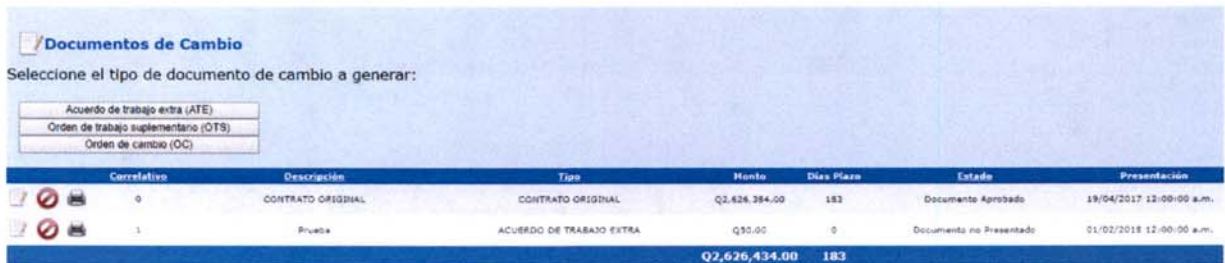 Documentos de Cambio
Seleccione el tipo de documento de cambio a generar:
Acuerdo de trabajo extra (ATE)
Orden de trabajo suplementario (OTS)
Orden de cambio (OC)
Correlativo Descripción Tipo Monto Días Plazo Estado Presentación
0 CONTRATO ORIGINAL CONTRATO ORIGINAL Q2,626,384.00 183 Documento Aprobado 19/04/2017 12:00:00 a.m.
1 Prueba ACUERDO DE TRABAJO EXTRA Q50.00 0 Documento no Presentado 01/02/2018 12:00:00 a.m.
Q2,626,434.00 183